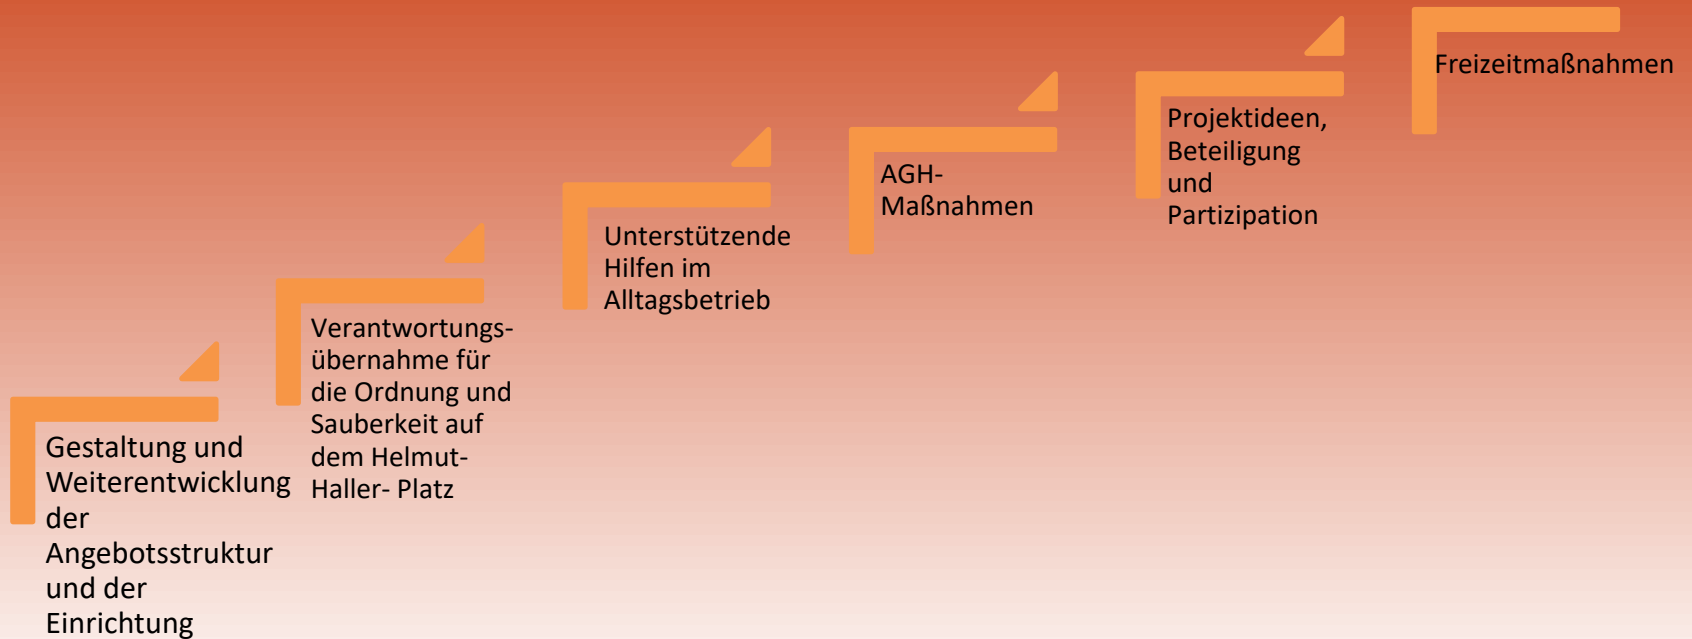 Gestaltung und
Weiterentwicklung
der
Angebotsstruktur
und der
Einrichtung
Verantwortungs-
übernahme für
die Ordnung und
Sauberkeit auf
dem Helmut-
Haller- Platz
Unterstützende
Hilfen im
Alltagsbetrieb
AGH-
Maßnahmen
Projektideen,
Beteiligung
und
Partizipation
Freizeitmaßnahmen